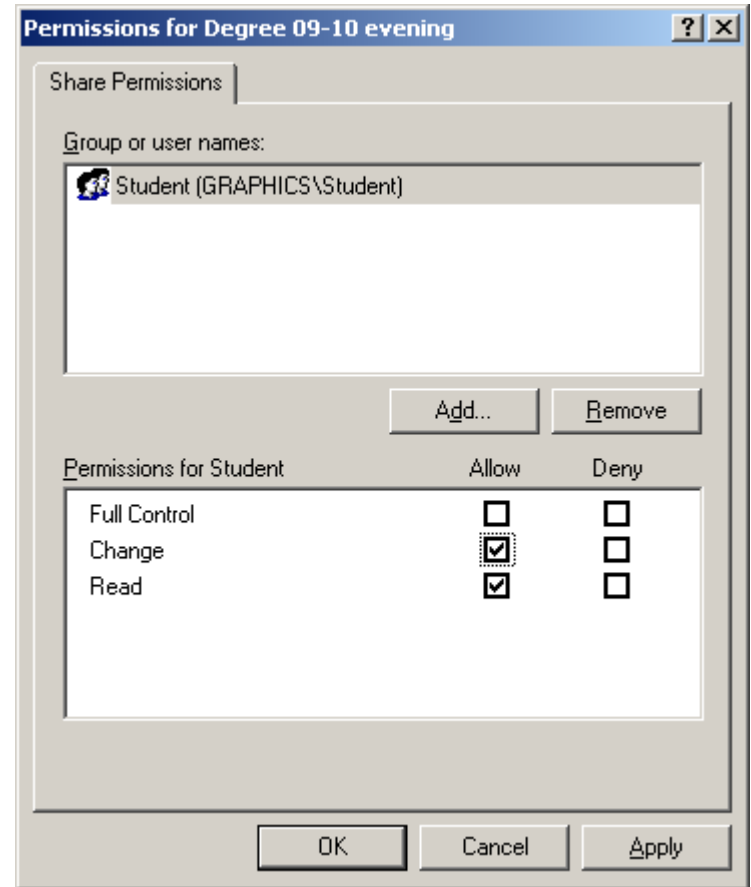 Permissions for Degree 09-10 evening
Share Permissions
Group or user names:
Student (GRAPHICS\Student)
Add... Remove
Permissions for Student Allow Deny
Full Control
Change
Read
OK Cancel Apply